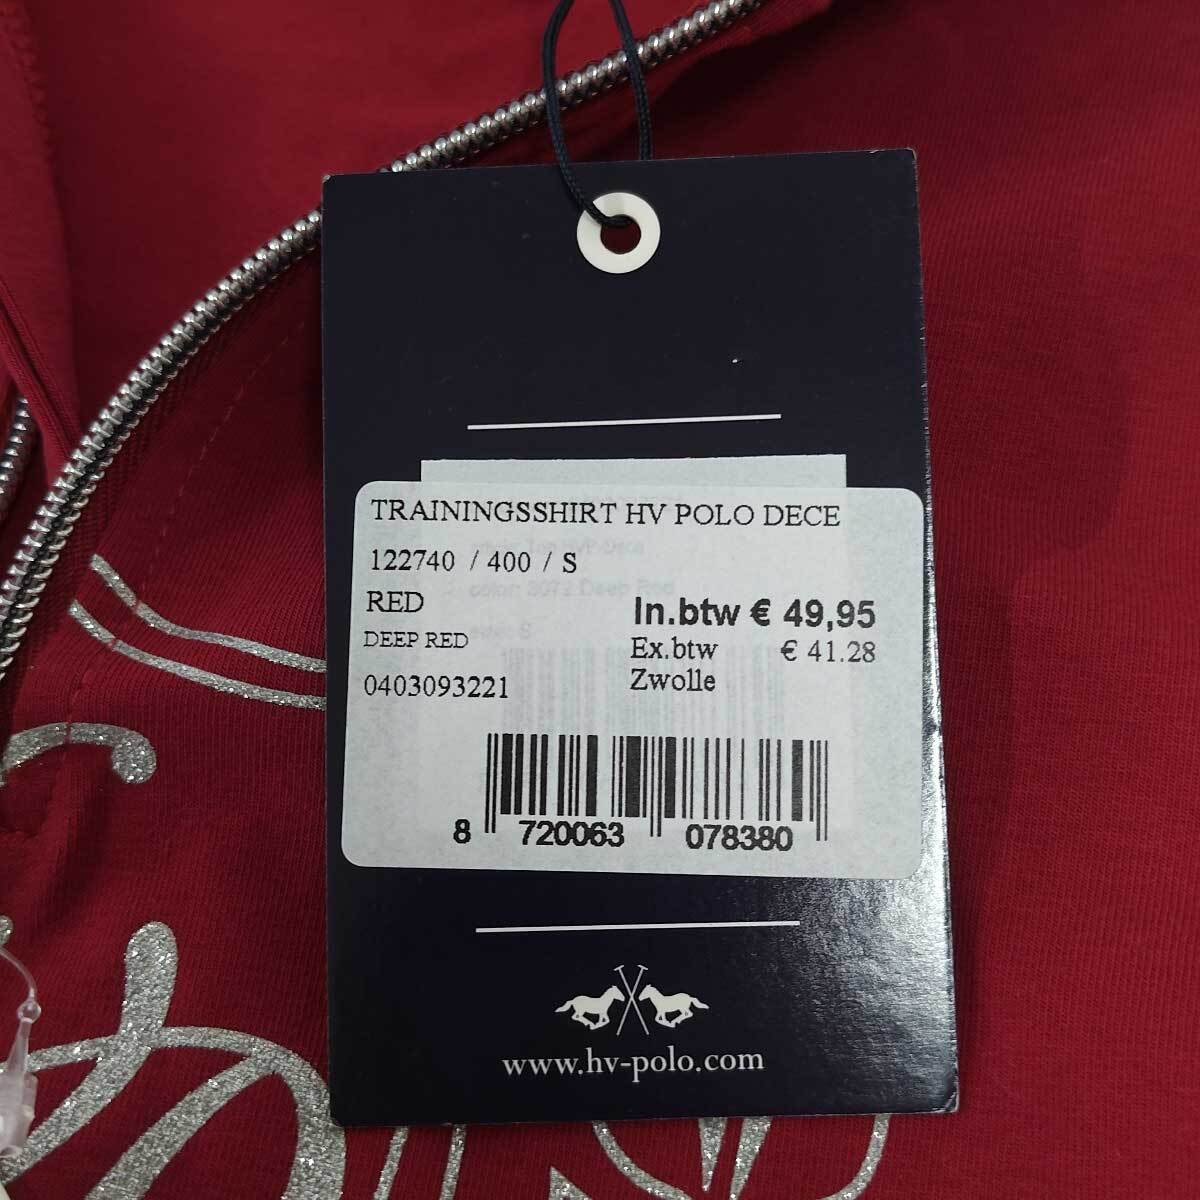 TRAININGSSHIRT HV POLO DECE
122740 / 400 / S
RED
In.btw € 49,95
DEEP RED
Ex.btw € 41.28
0403093221
Zwolle
8 720063 078380
www.hv-polo.com